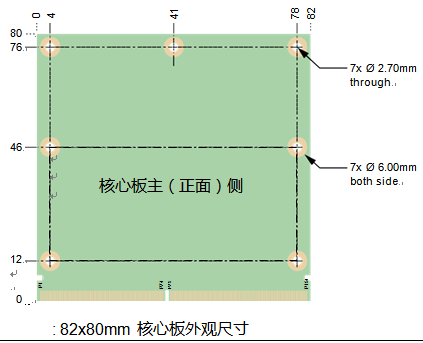 0 4 41 78 82
80
76
7x Ø 2.70mm
through.
46
7x Ø 6.00mm
both side.
核心板主（正面）侧
12
0
: 82x80mm 核心板外观尺寸